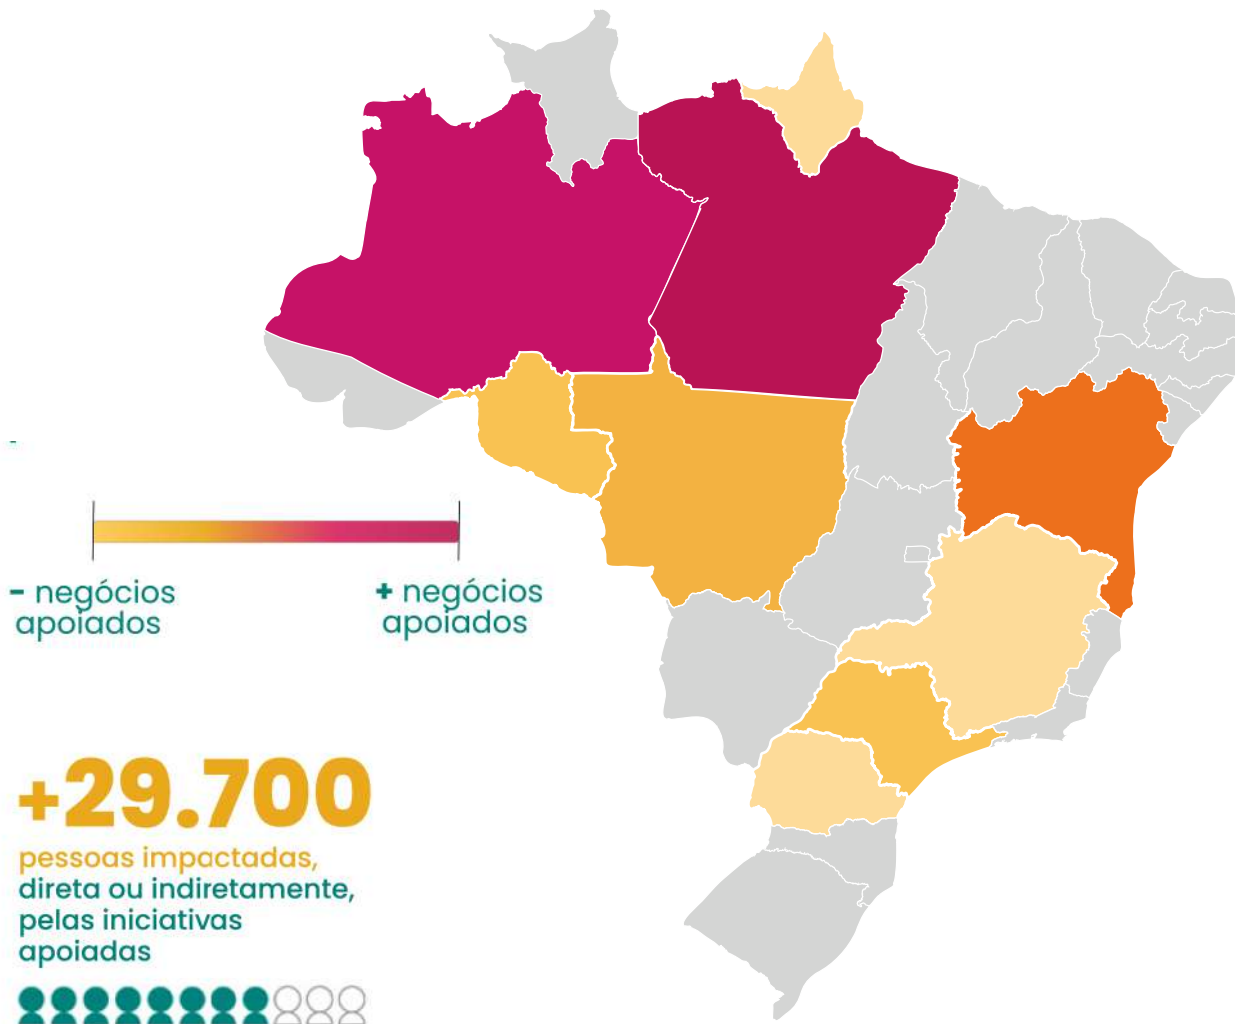 - negócios
apoiados
+ negócios
apoiados
+29.700
pessoas impactadas,
direta ou indiretamente,
pelas iniciativas
apoiadas